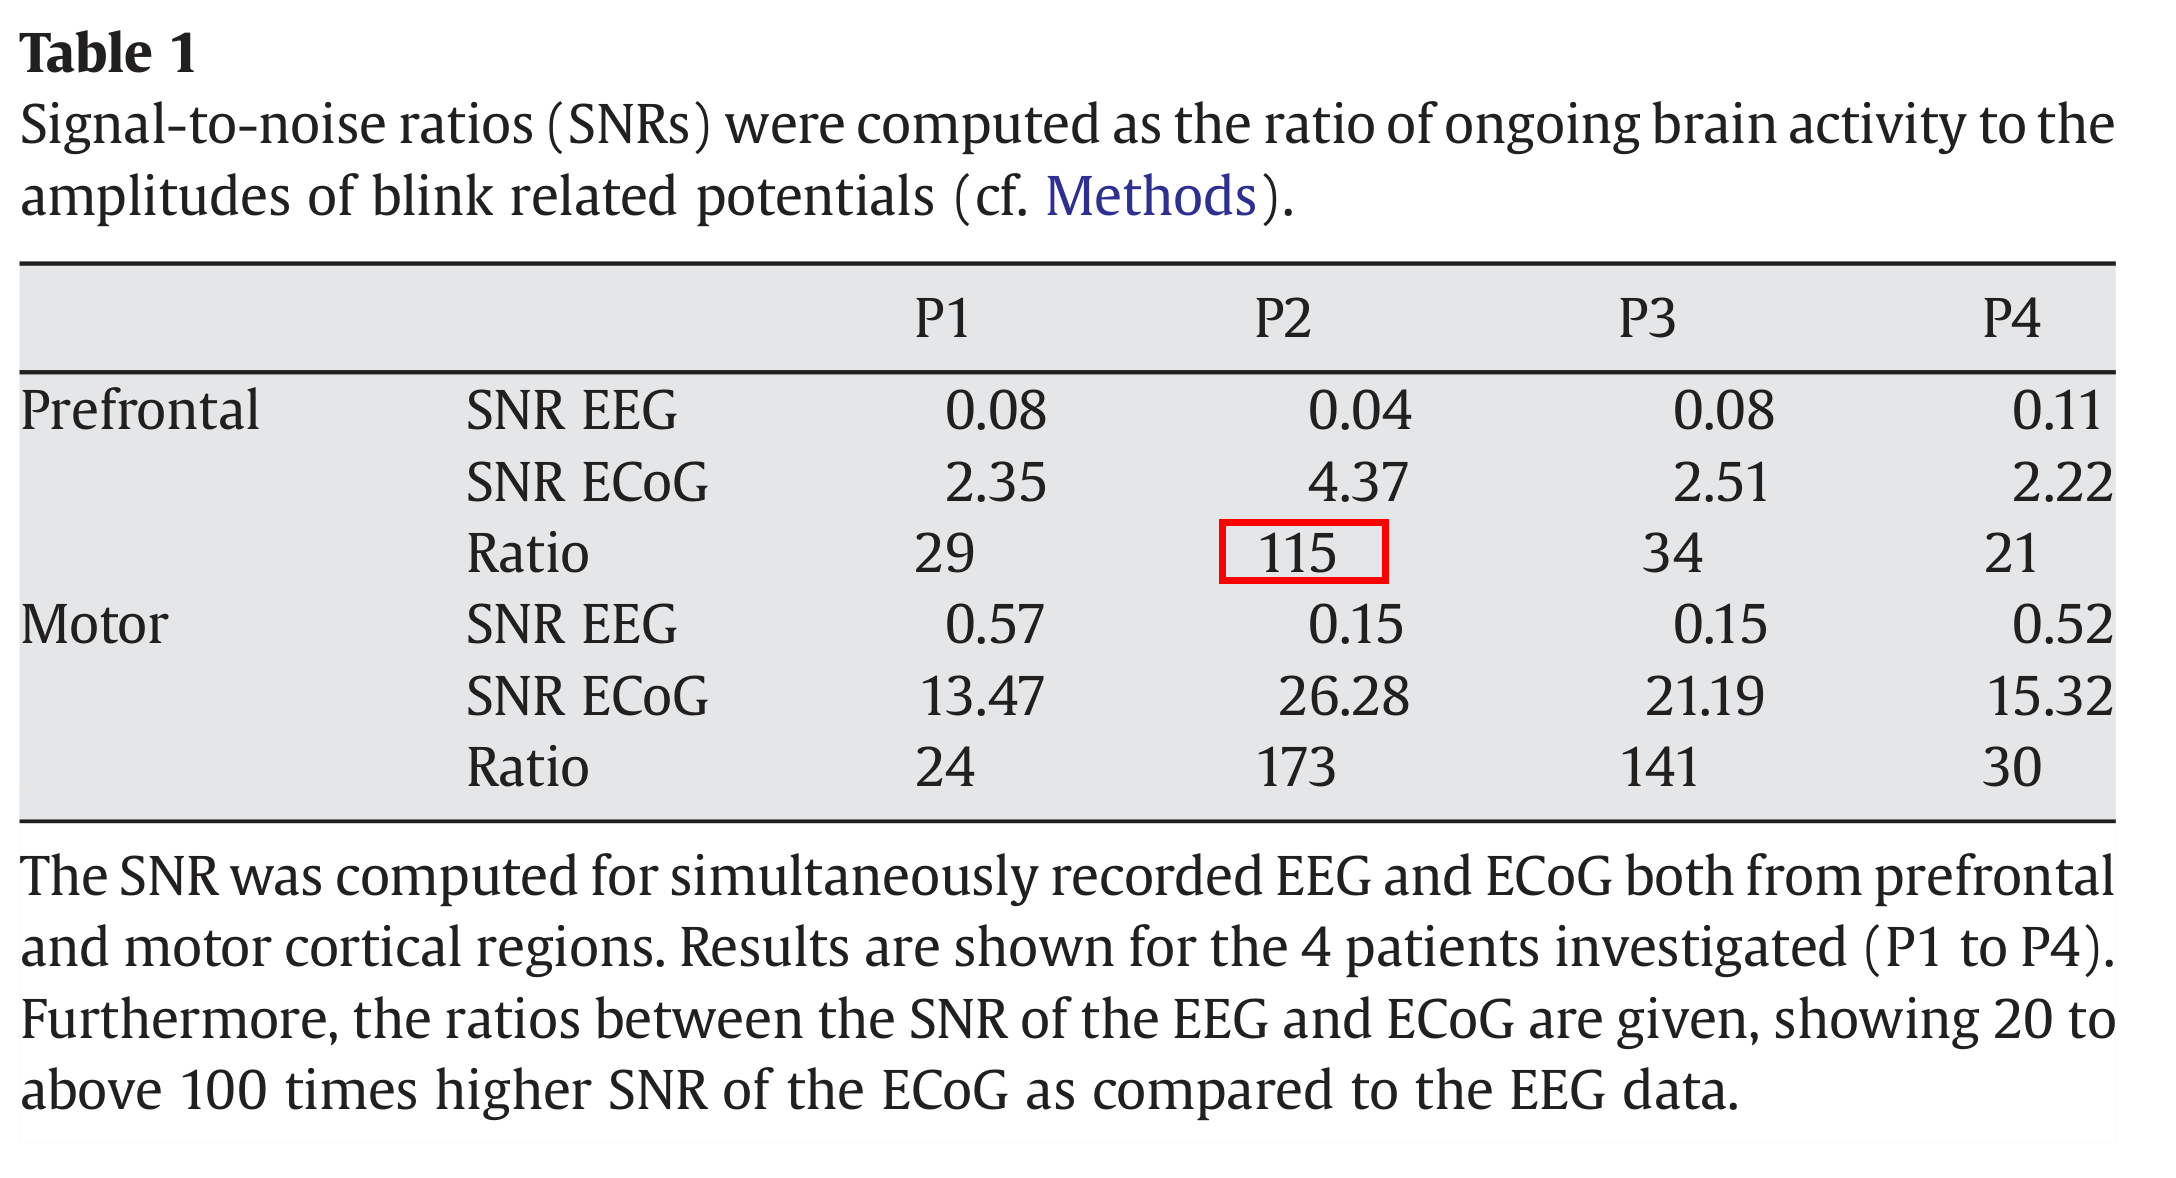 Table 1
Signal-to-noise ratios (SNRs) were computed as the ratio of ongoing brain activity to the
amplitudes of blink related potentials (cf. Methods).
P1 P2 P3 P4
Prefrontal SNR EEG 0.08 0.04 0.08 0.11
SNR ECoG 2.35 4.37 2.51 2.22
Ratio 29 115 34 21
Motor SNR EEG 0.57 0.15 0.15 0.52
SNR ECoG 13.47 26.28 21.19 15.32
Ratio 24 173 141 30
The SNR was computed for simultaneously recorded EEG and ECoG both from prefrontal
and motor cortical regions. Results are shown for the 4 patients investigated (P1 to P4).
Furthermore, the ratios between the SNR of the EEG and ECoG are given, showing 20 to
above 100 times higher SNR of the ECoG as compared to the EEG data.